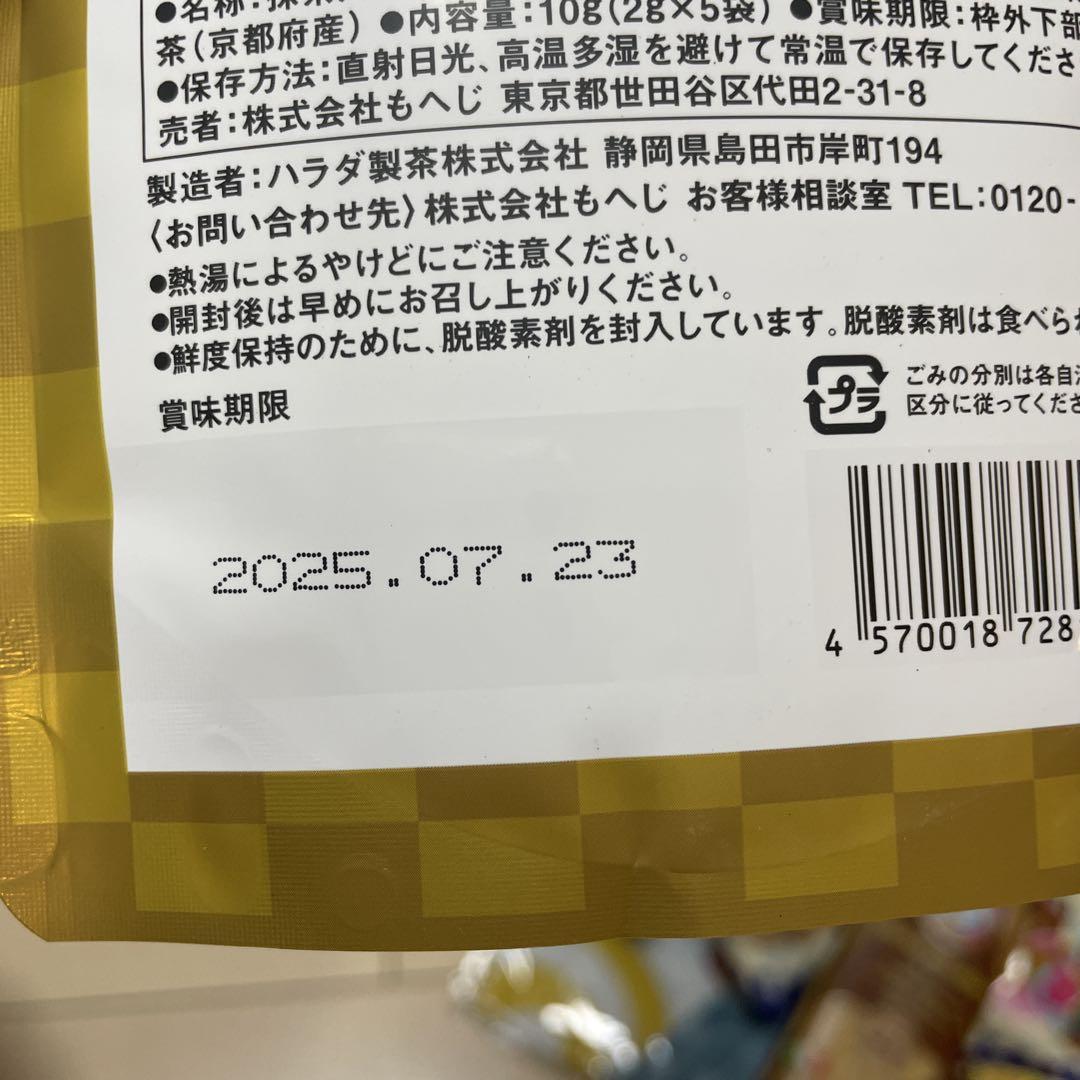 ●名称:抹茶
茶(京都府産) ●内容量:10g(2g×5袋) ●賞味期限:枠外下部
●保存方法:直射日光、高温多湿を避けて常温で保存してくださ
売者:株式会社もへじ 東京都世田谷区代田2-31-8
製造者:ハラダ製茶株式会社 静岡県島田市岸町194
〈お問い合わせ先〉株式会社もへじ お客様相談室 TEL:0120-
●熱湯によるやけどにご注意ください。
●開封後は早めにお召し上がりください。
●鮮度保持のために、脱酸素剤を封入しています。脱酸素剤は食べられ
賞味期限
プラ
ごみの分別は各自治
区分に従ってくださ
2025.07.23
4 570018 728